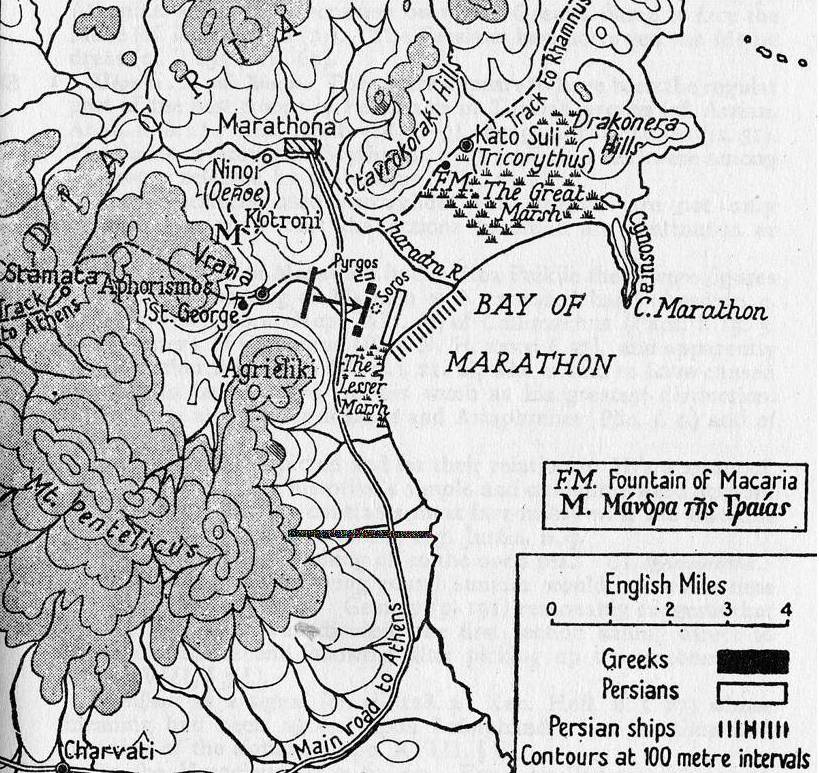 DIAGRIA
Marathona
Ninoi
(Oenoe)
Kotroni
M
Stavrokoraki Hills
Track to Rhamnus
Kato Suli
(Tricorythus)
Drakonera
Hills
F.M.
The Great
Marsh
Charadra R.
Cynosura
C. Marathon
BAY OF
MARATHON
Stamata
Track
to Athens
Aphorismos
Vrana
St. George
Pyrgos
Soros
Agrieliki
The
Lesser
Marsh
Mt. Pentelicus
Main road to Athens
Charváti
F.M. Fountain of Macaria
M. Μάνδρα τῆς Γραίας
English Miles
0 1 2 3 4
Greeks
Persians
Persian ships
Contours at 100 metre intervals